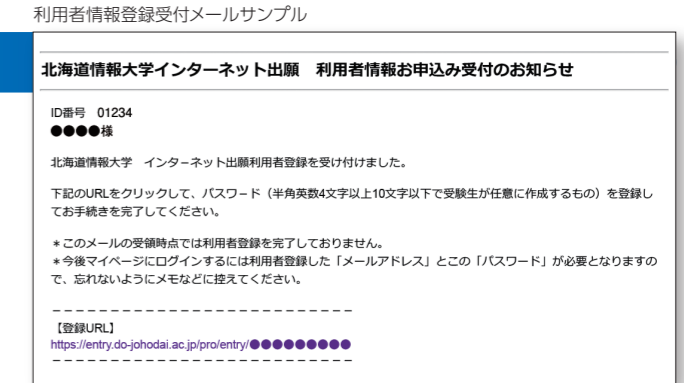 利用者情報登録受付メールサンプル
北海道情報大学インターネット出願　利用者情報お申込み受付のお知らせ
ID番号　01234
●●●●様
北海道情報大学　インターネット出願利用者登録を受け付けました。
下記のURLをクリックして、パスワード（半角英数4文字以上10文字以下で受験生が任意に作成するもの）を登録し
てお手続きを完了してください。
＊このメールの受領時点では利用者登録を完了しておりません。
＊今後マイページにログインするには利用者登録した「メールアドレス」とこの「パスワード」が必要となりますの
で、忘れないようにメモなどに控えてください。
－－－－－－－－－－－－－－－－－－－－－－－－－－
【登録URL】
https://entry.do-johodai.ac.jp/pro/entry/●●●●●●●●●
－－－－－－－－－－－－－－－－－－－－－－－－－－